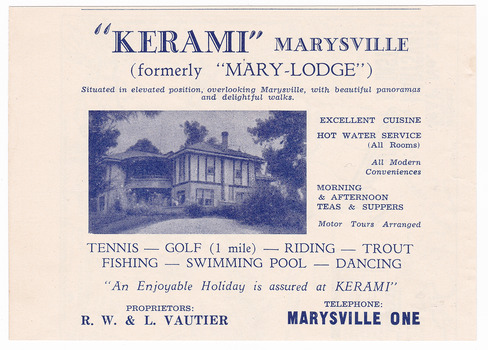 "KERAMI" MARYSVILLE
(formerly "MARY-LODGE")
Situated in elevated position, overlooking Marysville, with beautiful panoramas
and delightful walks.
EXCELLENT CUISINE
HOT WATER SERVICE
(All Rooms)
All Modern
Conveniences
MORNING
& AFTERNOON
TEAS & SUPPERS
Motor Tours Arranged
TENNIS — GOLF (1 mile) — RIDING — TROUT
FISHING — SWIMMING POOL — DANCING
"An Enjoyable Holiday is assured at KERAMI"
PROPRIETORS:
R. W. & L. VAUTIER
TELEPHONE:
MARYSVILLE ONE